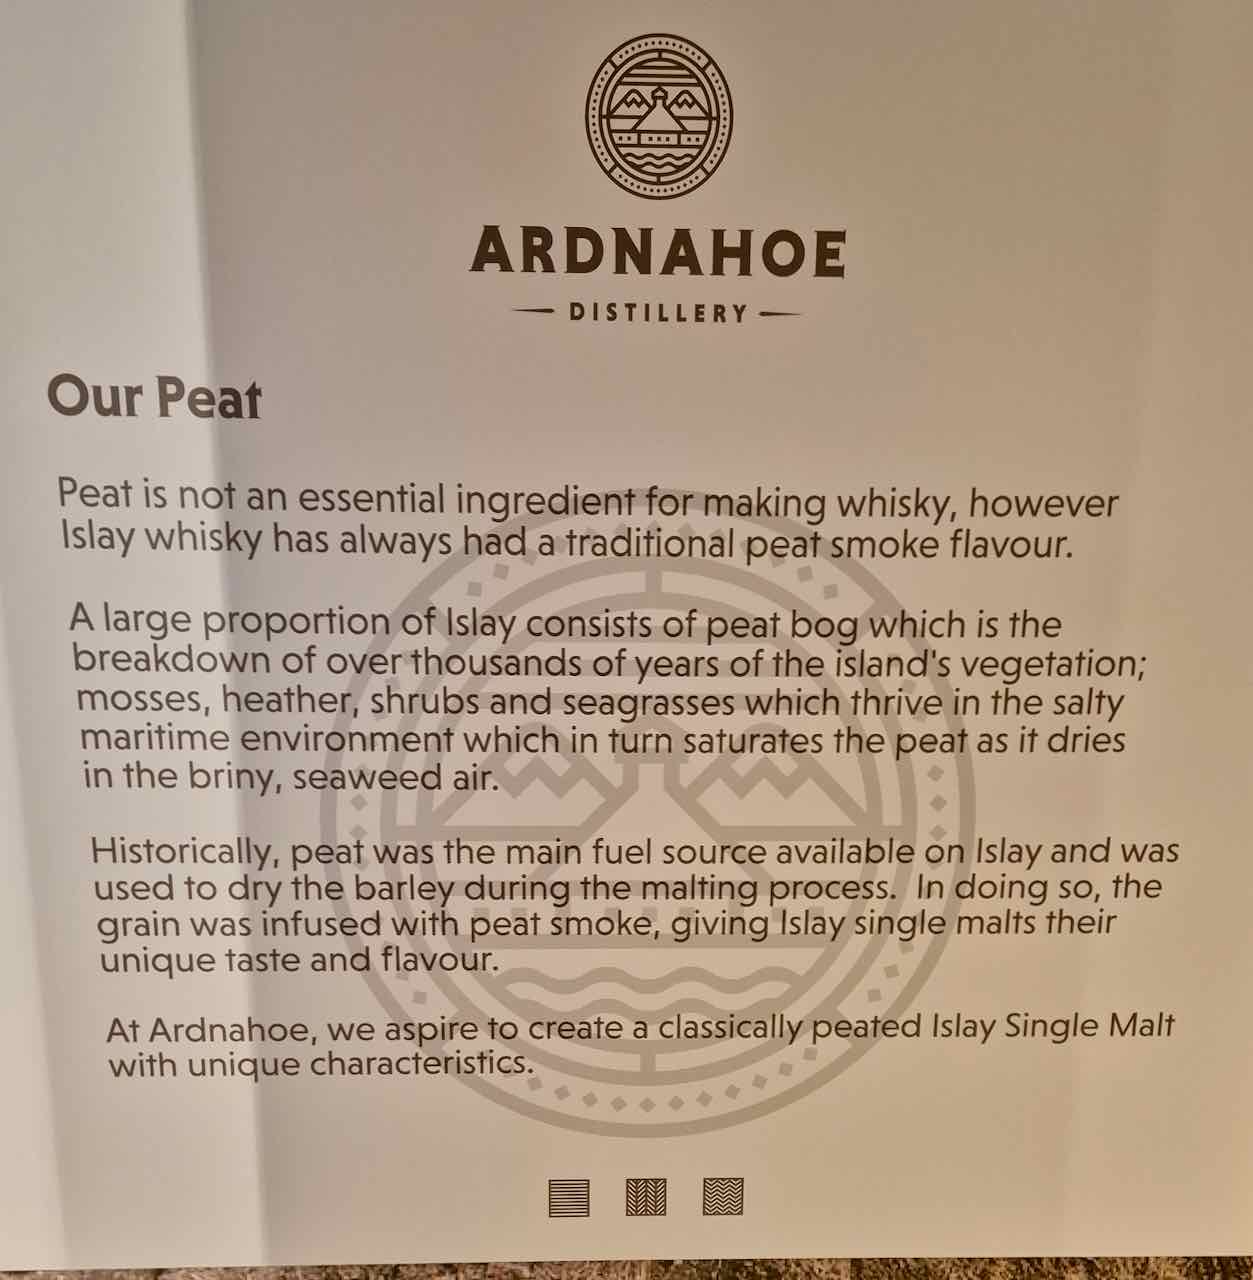 ARDNAHOE
DISTILLERY
Our Peat
Peat is not an essential ingredient for making whisky, however
Islay whisky has always had a traditional peat smoke flavour.
A large proportion of Islay consists of peat bog which is the
breakdown of over thousands of years of the island's vegetation;
mosses, heather, shrubs and seagrasses which thrive in the salty
maritime environment which in turn saturates the peat as it dries
in the briny, seaweed air.
Historically, peat was the main fuel source available on Islay and was
used to dry the barley during the malting process.  In doing so, the
grain was infused with peat smoke, giving Islay single malts their
unique taste and flavour.
At Ardnahoe, we aspire to create a classically peated Islay Single Malt
with unique characteristics.